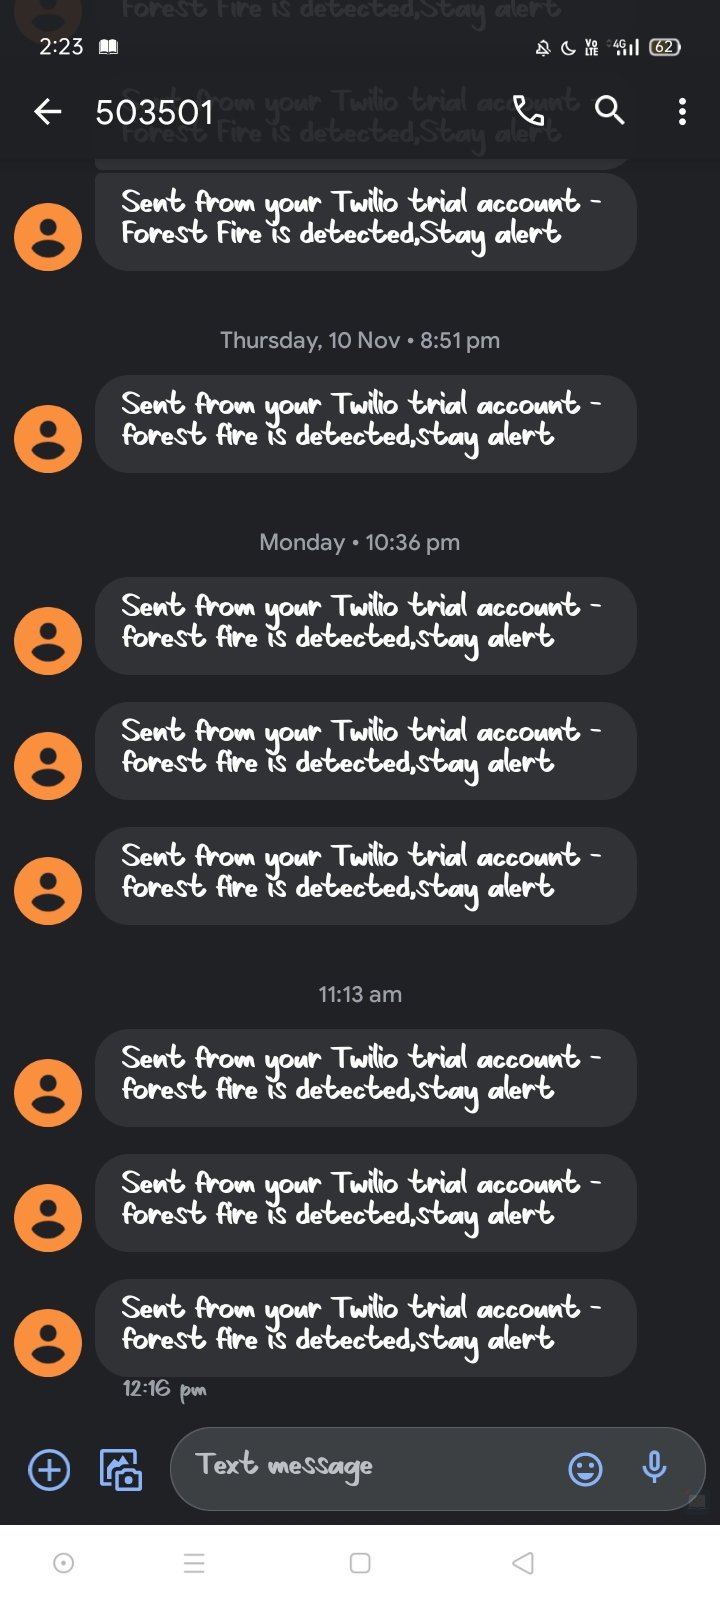 Forest Fire is detected,Stay alert
2:23
Vo LTE 4G 62
Sent from your Twilio trial account -
503501
Forest Fire is detected,Stay alert
Sent from your Twilio trial account -
Forest Fire is detected,Stay alert
Thursday, 10 Nov • 8:51 pm
Sent from your Twilio trial account -
forest fire is detected,stay alert
Monday • 10:36 pm
Sent from your Twilio trial account -
forest fire is detected,stay alert
Sent from your Twilio trial account -
forest fire is detected,stay alert
Sent from your Twilio trial account -
forest fire is detected,stay alert
11:13 am
Sent from your Twilio trial account -
forest fire is detected,stay alert
Sent from your Twilio trial account -
forest fire is detected,stay alert
Sent from your Twilio trial account -
forest fire is detected,stay alert
12:16 pm
Text message